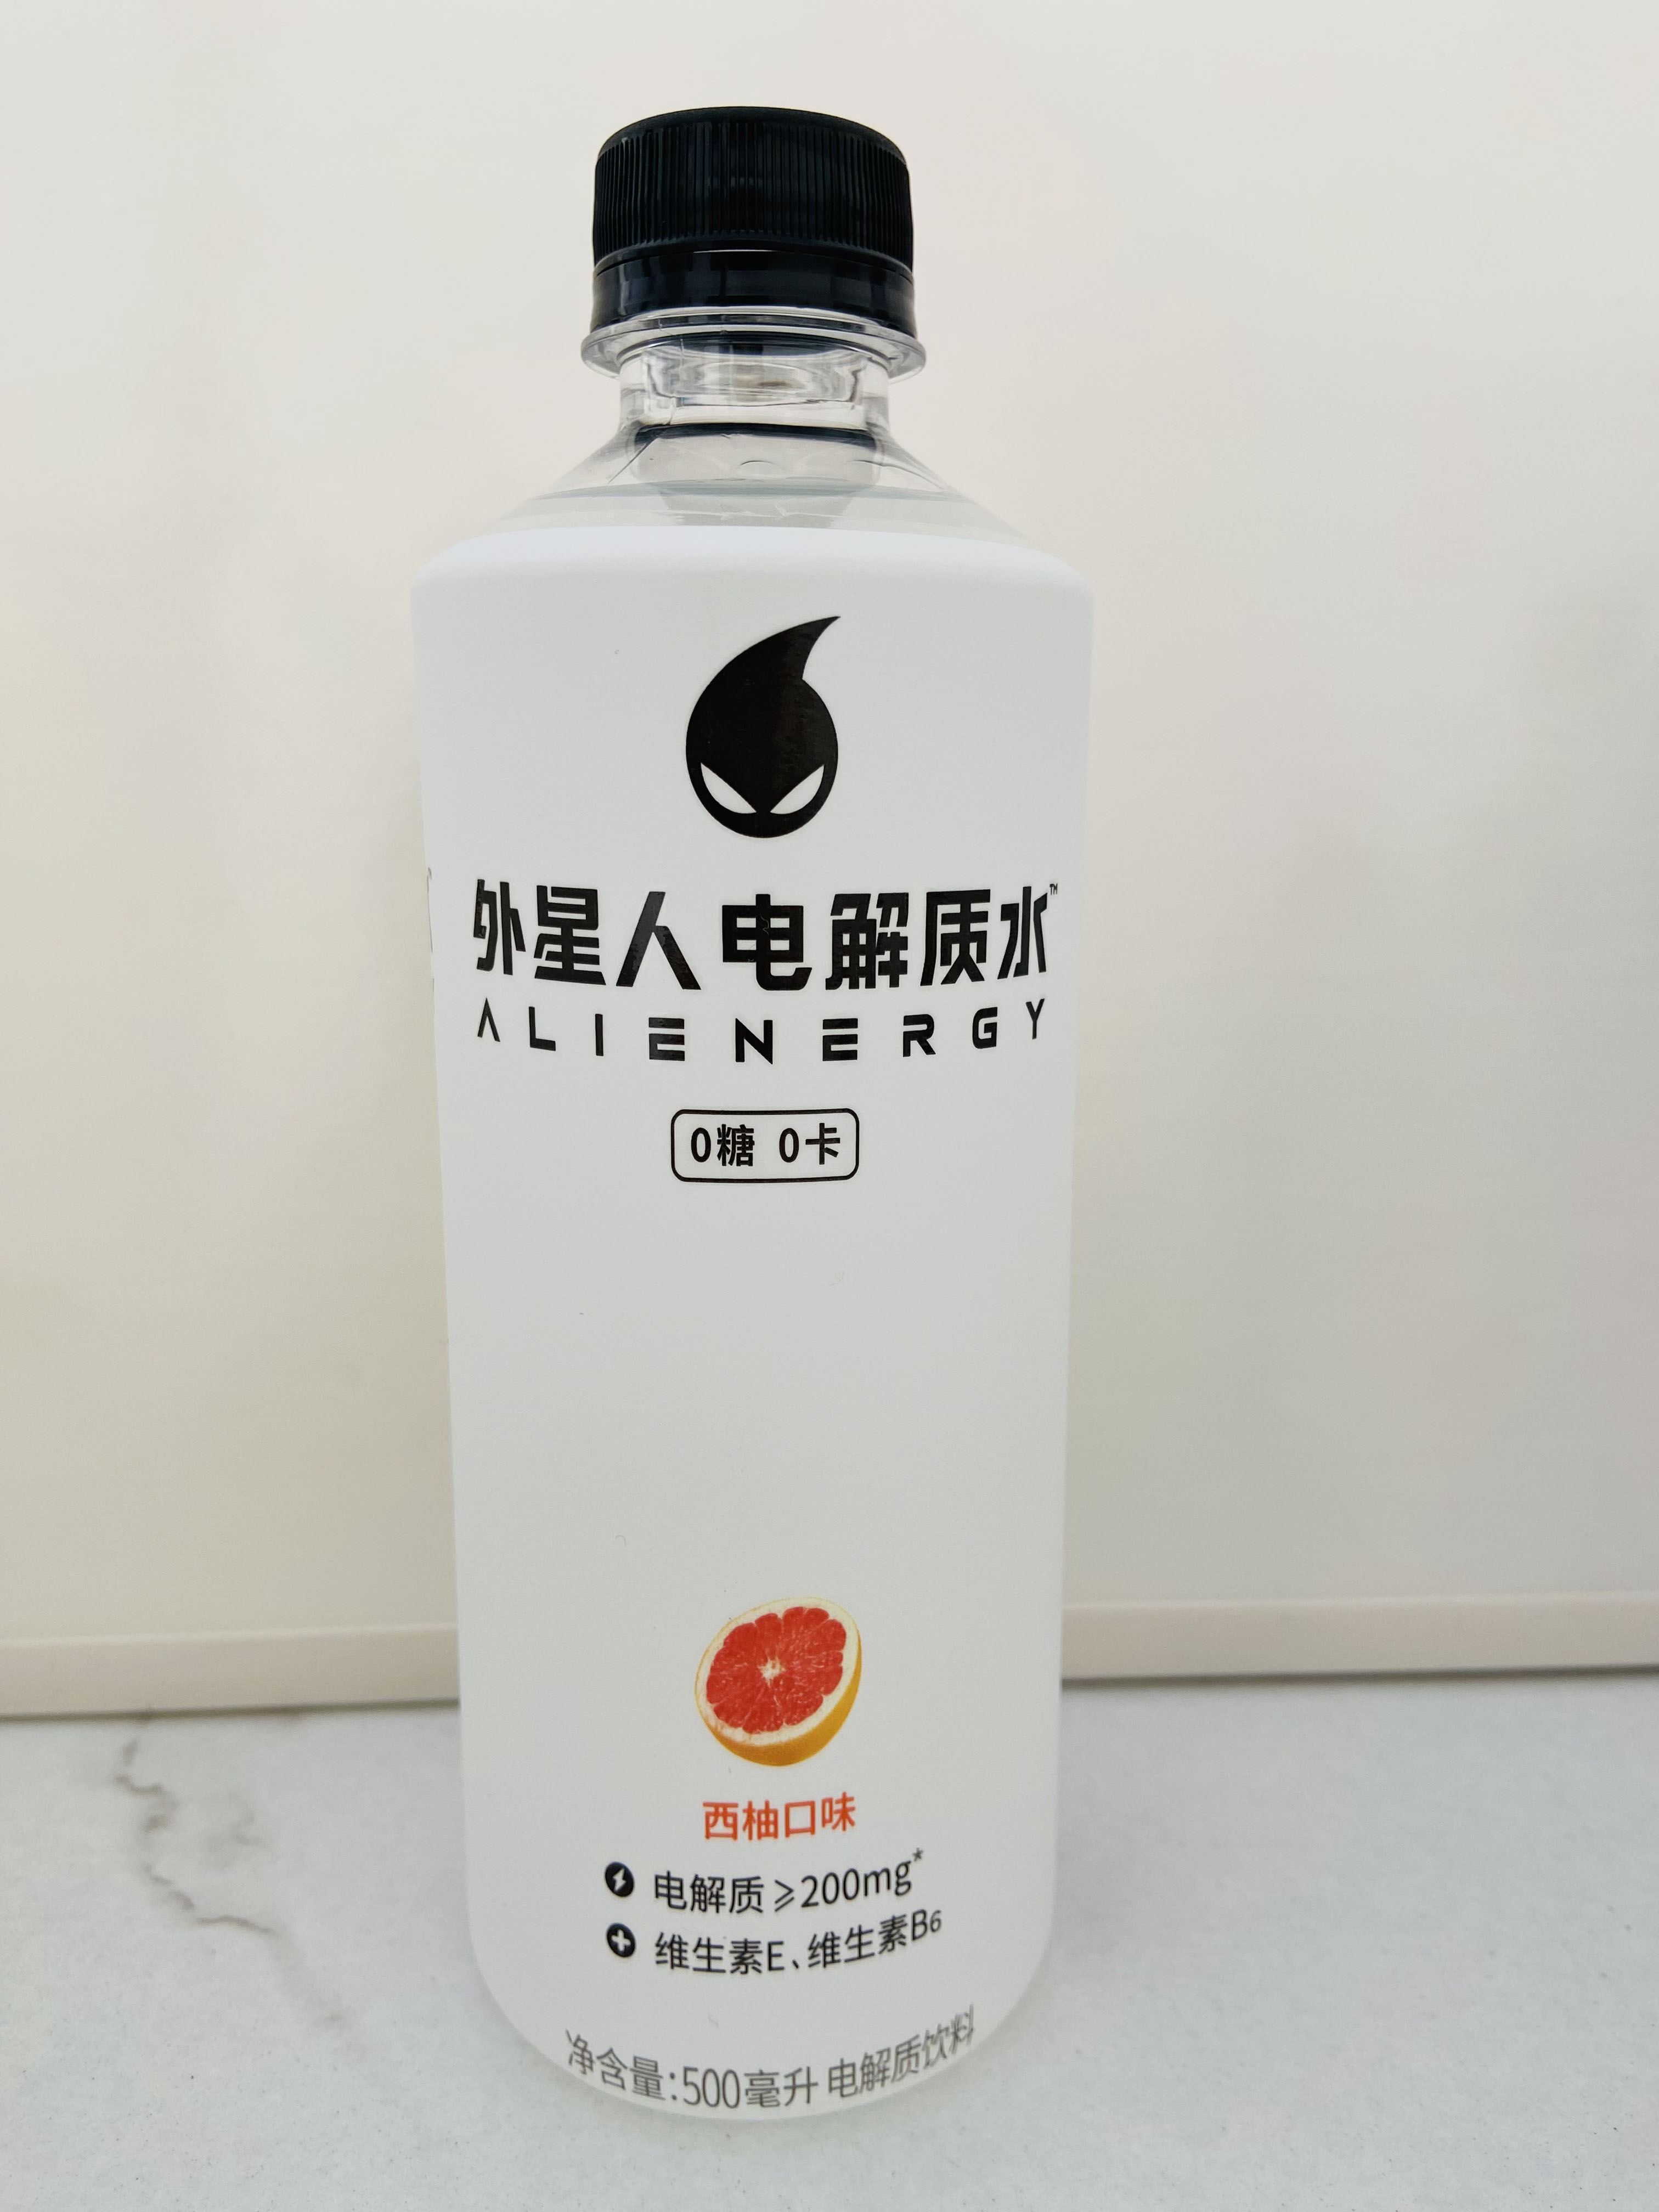 外星人电解质水™
ALIENERGY
0糖 0卡
西柚口味
电解质≥200mg*
维生素E、维生素B6
净含量:500毫升 电解质饮料